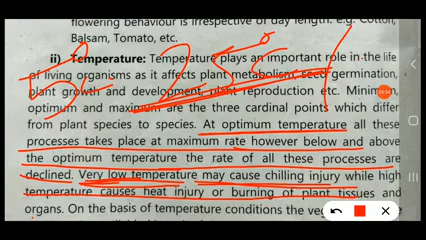 flowering behaviour is irrespective of day length. e.g. Cotton,
Balsam, Tomato, etc.
ii) Temperature: Temperature plays an important role in the life
of living organisms as it affects plant metabolism, seed germination,
plant growth and development, plant reproduction etc. Minimum,
optimum and maximum are the three cardinal points which differ
from plant species to species. At optimum temperature all these
processes takes place at maximum rate however below and above
the optimum temperature the rate of all these processes are
declined. Very low temperature may cause chilling injury while high
temperature causes heat injury or burning of plant tissues and
organs. On the basis of temperature conditions the